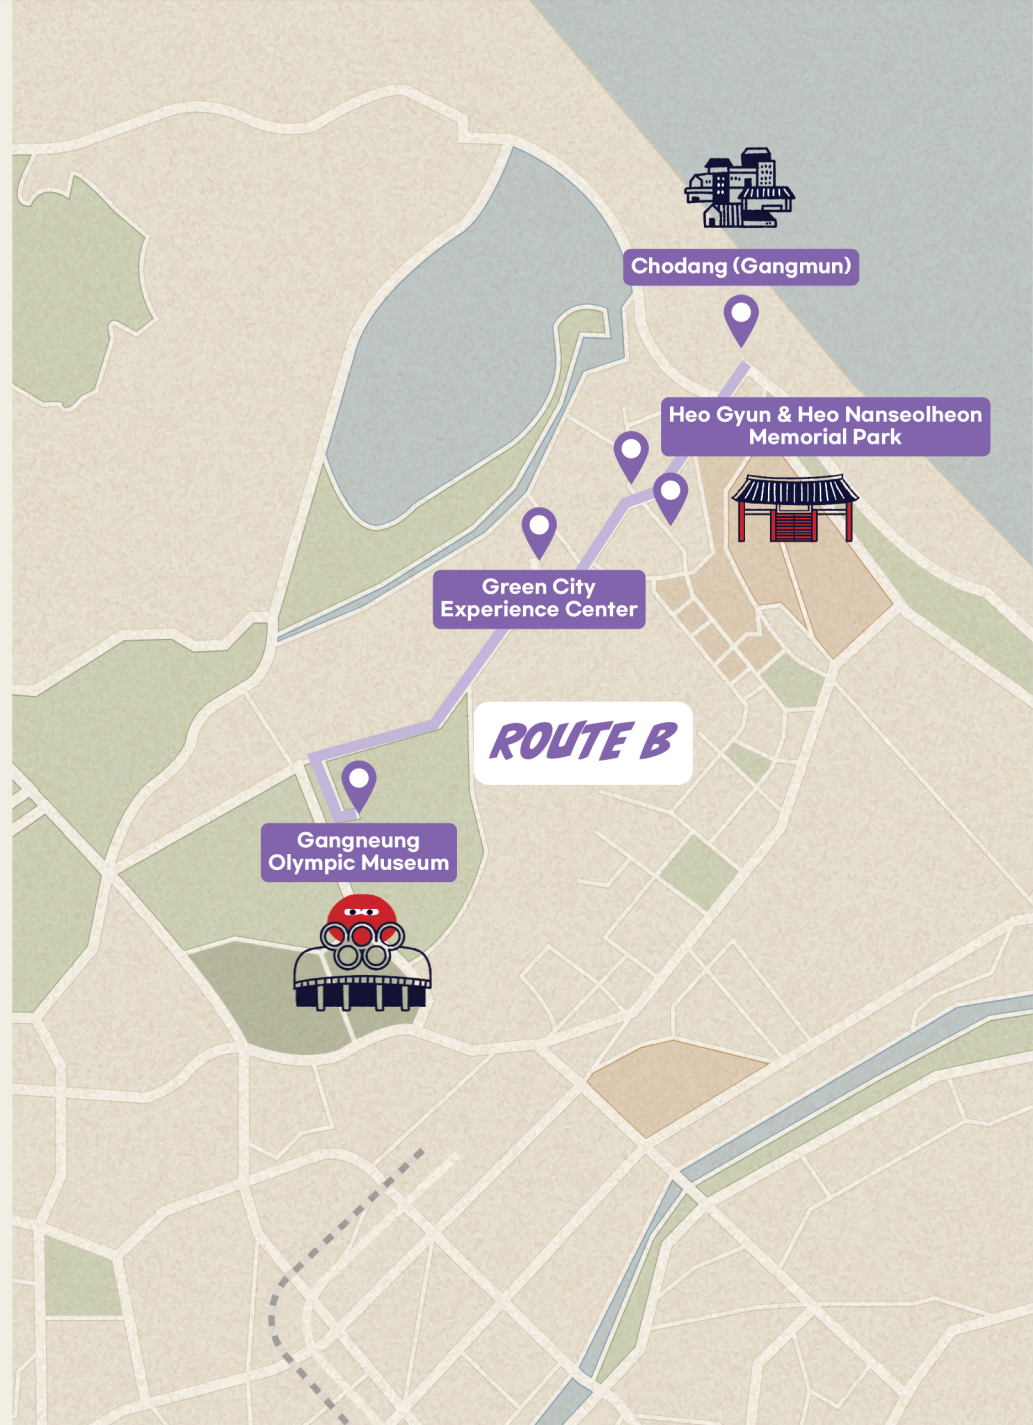 Chodang (Gangmun)
Heo Gyun & Heo Nanseolheon
Memorial Park
Green City
Experience Center
ROUTE B
Gangneung
Olympic Museum